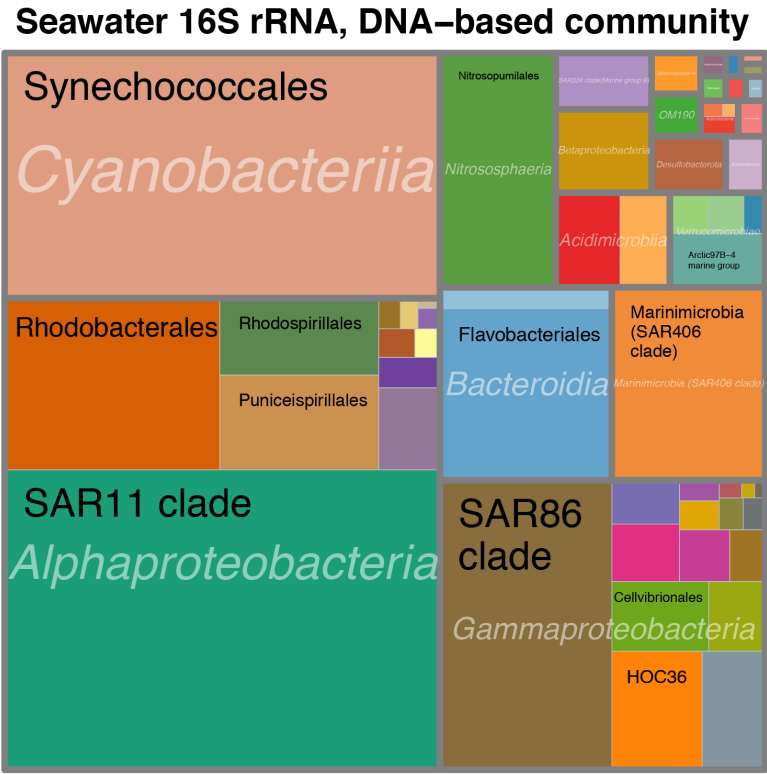 Seawater 16S rRNA, DNA−based community
Synechococcales
Cyanobacteriia
Nitrosopumilales
Nitrososphaeria
SAR324 clade(Marine group B)
Betaproteobacteria
OM190
Desulfobacterota
Acidimicrobiia
Verrucomicrobiae
Arctic97B−4
marine group
Rhodobacterales
Rhodospirillales
Puniceispirillales
Flavobacteriales
Bacteroidia
Marinimicrobia
(SAR406
clade)
Marinimicrobia (SAR406 clade)
SAR11 clade
Alphaproteobacteria
SAR86
clade
Gammaproteobacteria
Cellvibrionales
HOC36